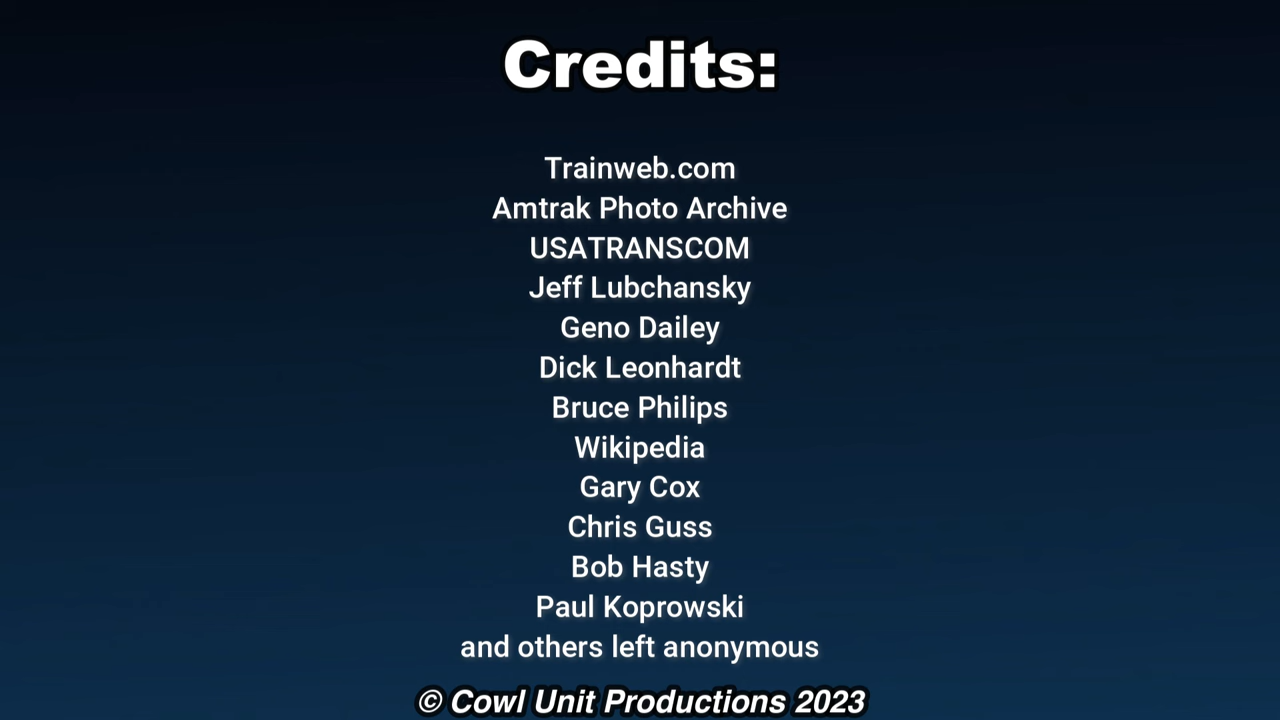 Credits:
Trainweb.com
Amtrak Photo Archive
USATRANSCOM
Jeff Lubchansky
Geno Dailey
Dick Leonhardt
Bruce Philips
Wikipedia
Gary Cox
Chris Guss
Bob Hasty
Paul Koprowski
and others left anonymous
© Cowl Unit Productions 2023